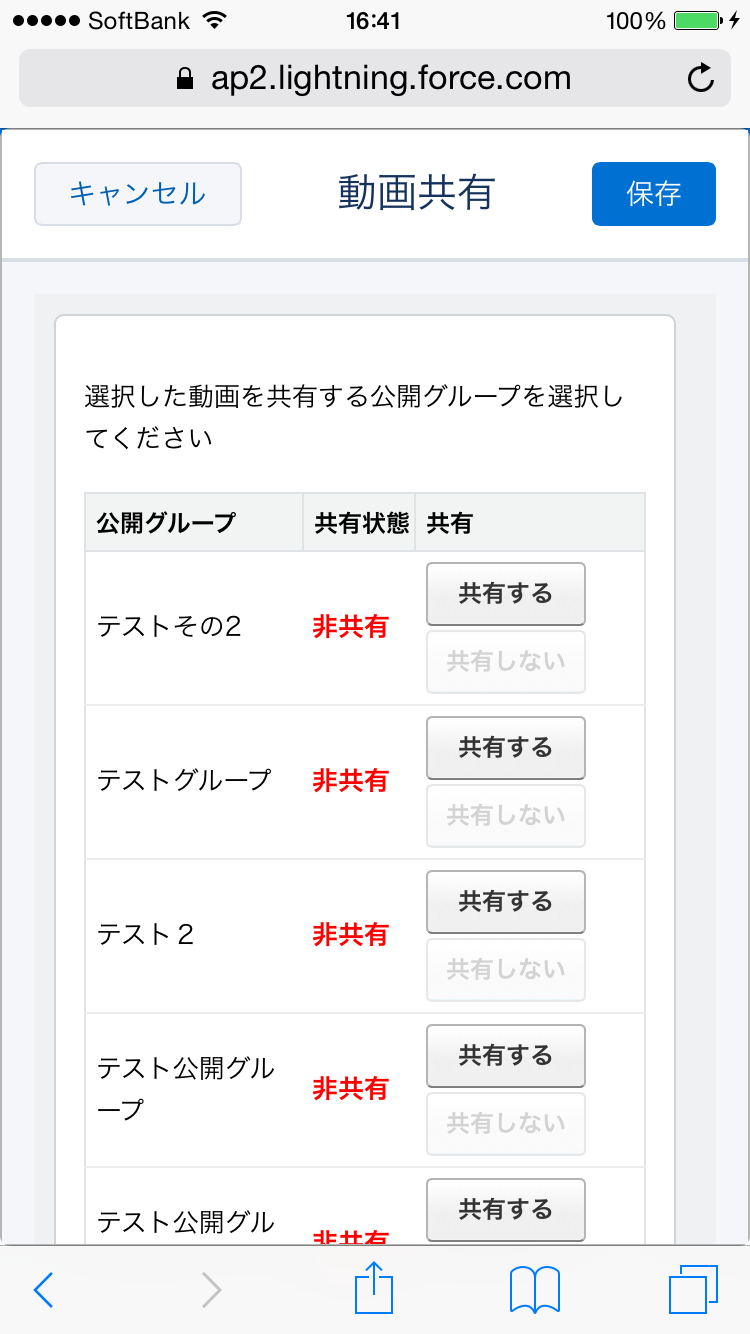 SoftBank 16:41 100%
ap2.lightning.force.com
キャンセル 動画共有 保存
選択した動画を共有する公開グループを選択し
てください
公開グループ 共有状態 共有
共有する
テストその2 非共有
共有しない
共有する
テストグループ 非共有
共有しない
共有する
テスト２ 非共有
共有しない
共有する
テスト公開グル
ープ 非共有
共有しない
共有する
テスト公開グル
非共有